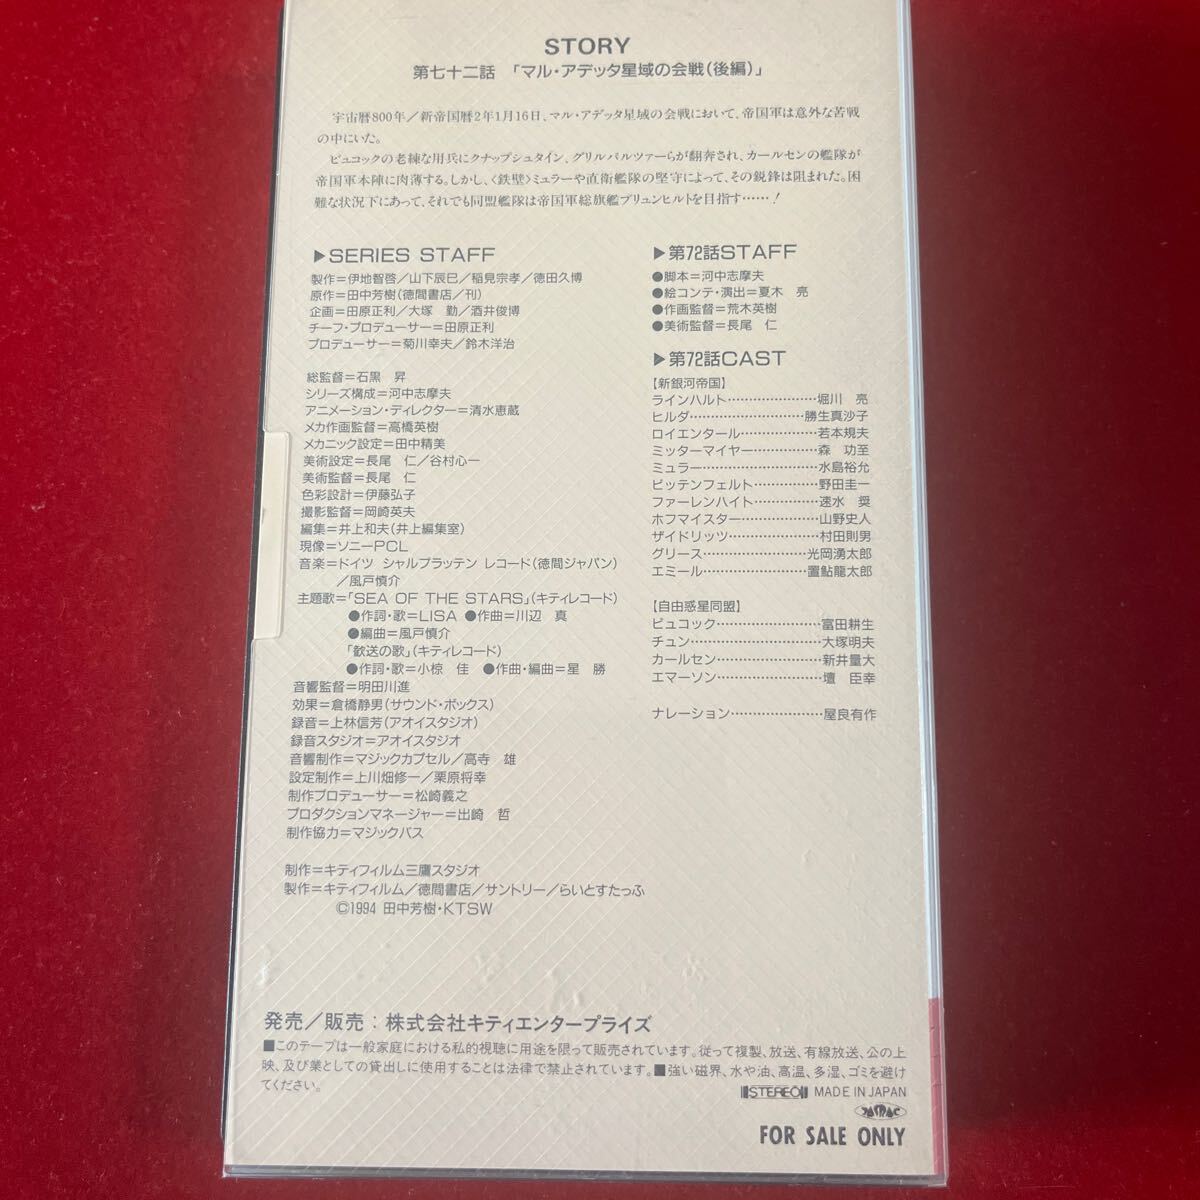 STORY
第七十二話　「マル・アデッタ星域の会戦(後編)」
宇宙暦800年／新帝国暦2年1月16日、マル・アデッタ星域の会戦において、帝国軍は意外な苦戦
の中にいた。
ビュコックの老練な用兵にクナップシュタイン、グリルパルツァーらが翻弄され、カールセンの艦隊が
帝国軍本陣に肉薄する。しかし、〈鉄壁〉ミュラーや直衛艦隊の堅守によって、その鋭鋒は阻まれた。困
難な状況下にあって、それでも同盟艦隊は帝国軍総旗艦ブリュンヒルトを目指す……！
▶SERIES STAFF
製作＝伊地智啓／山下辰巳／稲見宗孝／徳田久博
原作＝田中芳樹(徳間書店／刊)
企画＝田原正利／大塚　勤／酒井俊博
チーフ・プロデューサー＝田原正利
プロデューサー＝菊川幸夫／鈴木洋治
総監督＝石黒　昇
シリーズ構成＝河中志摩夫
アニメーション・ディレクター＝清水恵蔵
メカ作画監督＝高橋英樹
メカニック設定＝田中精美
美術設定＝長尾　仁／谷村心一
美術監督＝長尾　仁
色彩設計＝伊藤弘子
撮影監督＝岡崎英夫
編集＝井上和夫(井上編集室)
現像＝ソニーPCL
音楽＝ドイツ シャルプラッテン レコード(徳間ジャパン)
／風戸慎介
主題歌＝「SEA OF THE STARS」(キティレコード)
●作詞・歌＝LISA ●作曲＝川辺　真
●編曲＝風戸慎介
「歓送の歌」(キティレコード)
●作詞・歌＝小椋　佳　●作曲・編曲＝星　勝
音響監督＝明田川進
効果＝倉橋静男(サウンド・ボックス)
録音＝上林信芳(アオイスタジオ)
録音スタジオ＝アオイスタジオ
音響制作＝マジックカプセル／高寺　雄
設定制作＝上川畑修一／栗原将幸
制作プロデューサー＝松崎義之
プロダクションマネージャー＝出崎　哲
制作協力＝マジックバス
制作＝キティフィルム三鷹スタジオ
製作＝キティフィルム／徳間書店／サントリー／らいとすたっふ
©1994 田中芳樹・KTSW
▶第72話STAFF
●脚本＝河中志摩夫
●絵コンテ・演出＝夏木　亮
●作画監督＝荒木英樹
●美術監督＝長尾　仁
▶第72話CAST
【新銀河帝国】
ラインハルト…………………堀川　亮
ヒルダ………………………勝生真沙子
ロイエンタール………………若本規夫
ミッターマイヤー……………森　功至
ミュラー………………………水島裕允
ビッテンフェルト……………野田圭一
ファーレンハイト……………速水　奨
ホフマイスター………………山野史人
ザイドリッツ…………………村田則男
グリース……………………光岡湧太郎
エミール……………………置鮎龍太郎
【自由惑星同盟】
ビュコック……………………富田耕生
チュン…………………………大塚明夫
カールセン……………………新井量大
エマーソン……………………壇　臣幸
ナレーション…………………屋良有作
発売／販売：株式会社キティエンタープライズ
■このテープは一般家庭における私的視聴に用途を限って販売されています。従って複製、放送、有線放送、公の上
映、及び業としての貸出しに使用することは法律で禁止されています。■強い磁界、水や油、高温、多湿、ゴミを避け
てください。
STEREO MADE IN JAPAN
FOR SALE ONLY